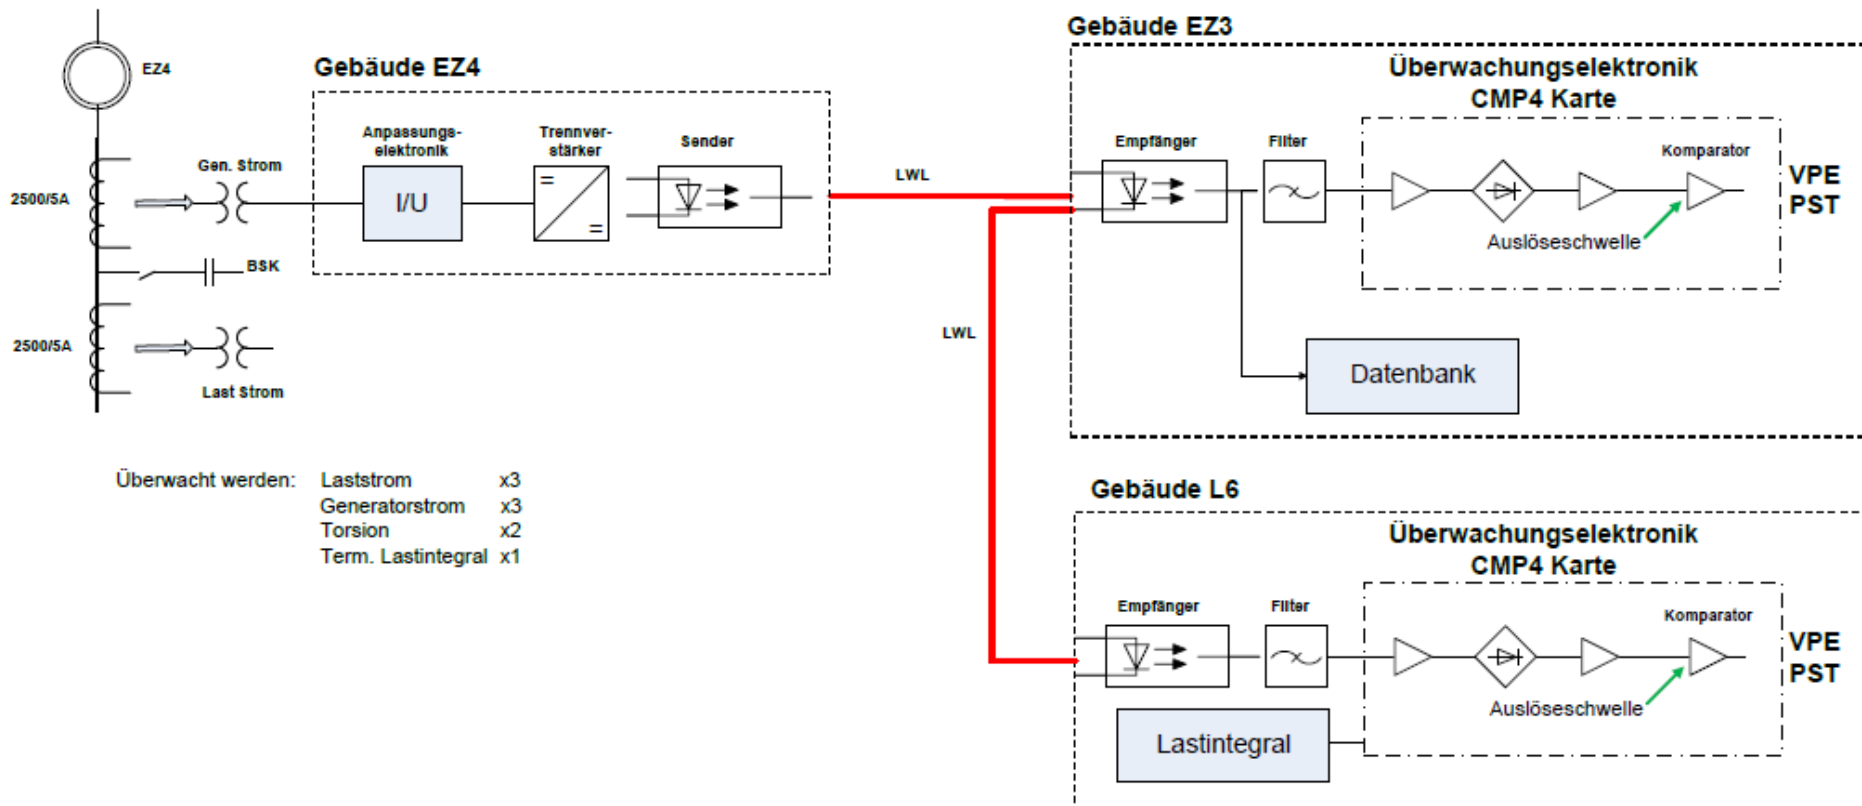 EZ4
Gebäude EZ4
Anpassungs-
elektronik
Trennver-
stärker
Sender
Gen. Strom
2500/5A
I/U
=
=
BSK
2500/5A
Last Strom
LWL
LWL
Gebäude EZ3
Überwachungselektronik
CMP4 Karte
Empfänger
Filter
Komparator
VPE
PST
Auslöseschwelle
Datenbank
Überwacht werden: Laststrom x3
Generatorstrom x3
Torsion x2
Term. Lastintegral x1
Gebäude L6
Überwachungselektronik
CMP4 Karte
Empfänger
Filter
Komparator
VPE
PST
Auslöseschwelle
Lastintegral